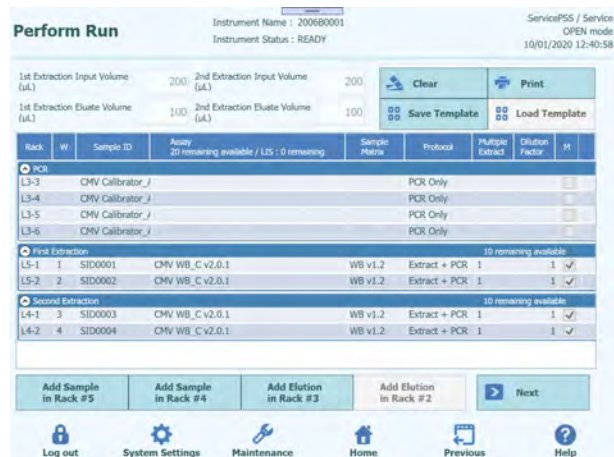 Perform Run
Instrument Name : 2006B0001
Instrument Status : READY
ServicePSS / Service
OPEN mode
10/01/2020 12:40:58
1st Extraction Input Volume (µL) 200 2nd Extraction Input Volume (µL) 200
1st Extraction Eluate Volume (µL) 100 2nd Extraction Eluate Volume (µL) 100
Clear Print
Save Template Load Template
Rack W Sample ID Assay 20 remaining available / LIS : 0 remaining Sample Matrix Protocol Multiple Extract Dilution Factor M
PCR
L3-3 CMV Calibrator_ PCR Only
L3-4 CMV Calibrator_ PCR Only
L3-5 CMV Calibrator_ PCR Only
L3-6 CMV Calibrator_ PCR Only
First Extraction 10 remaining available
L5-1 1 SID0001 CMV WB_C v2.0.1 WB v1.2 Extract + PCR 1 1
L5-2 2 SID0002 CMV WB_C v2.0.1 WB v1.2 Extract + PCR 1 1
Second Extraction 10 remaining available
L4-1 3 SID0003 CMV WB_C v2.0.1 WB v1.2 Extract + PCR 1 1
L4-2 4 SID0004 CMV WB_C v2.0.1 WB v1.2 Extract + PCR 1 1
Add Sample in Rack #5 Add Sample in Rack #4 Add Elution in Rack #3 Add Elution in Rack #2 Next
Log out System Settings Maintenance Home Previous Help